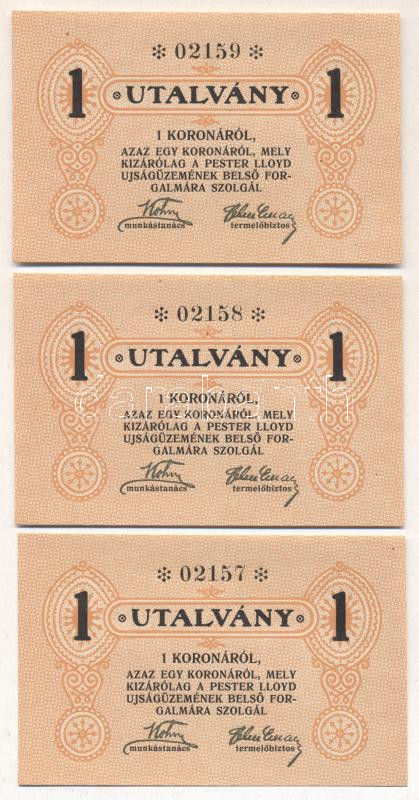 * 02159 *
1 UTALVÁNY 1
1 KORONÁRÓL,
AZAZ EGY KORONÁRÓL, MELY
KIZÁRÓLAG A PESTER LLOYD
UJSÁGÜZEMÉNEK BELSŐ FOR-
GALMÁRA SZOLGÁL
munkástanács termelőbiztos
* 02158 *
1 UTALVÁNY 1
1 KORONÁRÓL,
AZAZ EGY KORONÁRÓL, MELY
KIZÁRÓLAG A PESTER LLOYD
UJSÁGÜZEMÉNEK BELSŐ FOR-
GALMÁRA SZOLGÁL
munkástanács termelőbiztos
* 02157 *
1 UTALVÁNY 1
1 KORONÁRÓL,
AZAZ EGY KORONÁRÓL, MELY
KIZÁRÓLAG A PESTER LLOYD
UJSÁGÜZEMÉNEK BELSŐ FOR-
GALMÁRA SZOLGÁL
munkástanács termelőbiztos